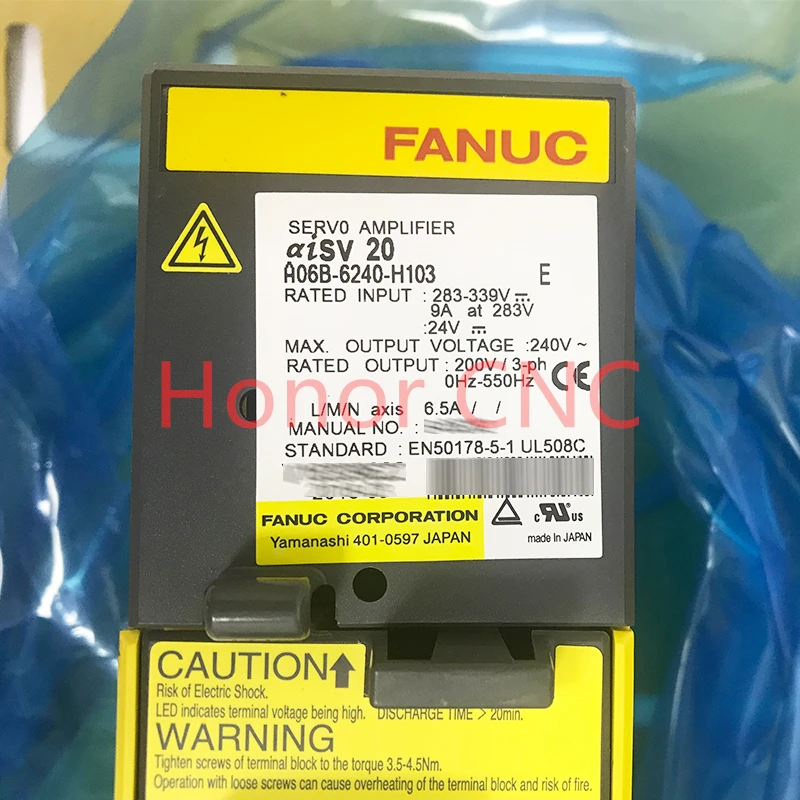 FANUC
SERVO AMPLIFIER
αiSV 20
A06B-6240-H103 E
RATED INPUT : 283-339V⎓
9A at 283V
:24V ⎓
MAX. OUTPUT VOLTAGE :240V～
RATED OUTPUT : 200V / 3-ph
0Hz-550Hz CE
Honor CNC
L/M/N axis 6.5A / /
MANUAL NO. :
STANDARD : EN50178-5-1 UL508C
FANUC CORPORATION
Yamanashi 401-0597 JAPAN
c RU US
made in JAPAN
CAUTION
Risk of Electric Shock.
LED indicates terminal voltage being high. DISCHARGE TIME > 20min.
WARNING
Tighten screws of terminal block to the torque 3.5-4.5Nm.
Operation with loose screws can cause overheating of the terminal block and risk of fire.